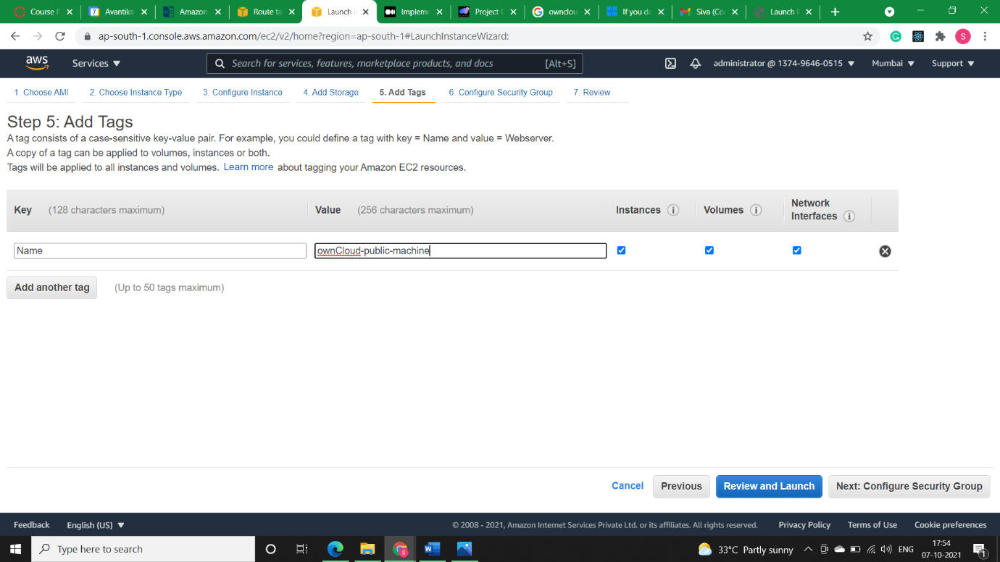 Course P Avantika Amazon Route ta Launch i Impleme Project C ownclou If you do Siva (Co Launch
ap-south-1.console.aws.amazon.com/ec2/v2/home?region=ap-south-1#LaunchInstanceWizard:
aws Services Search for services, features, marketplace products, and docs [Alt+S] administrator @ 1374-9646-0515 Mumbai Support
1. Choose AMI 2. Choose Instance Type 3. Configure Instance 4. Add Storage 5. Add Tags 6. Configure Security Group 7. Review
Step 5: Add Tags
A tag consists of a case-sensitive key-value pair. For example, you could define a tag with key = Name and value = Webserver.
A copy of a tag can be applied to volumes, instances or both.
Tags will be applied to all instances and volumes. Learn more about tagging your Amazon EC2 resources.
Key (128 characters maximum) Value (256 characters maximum) Instances Volumes Network
Interfaces
Name ownCloud-public-machine
Add another tag (Up to 50 tags maximum)
Cancel Previous Review and Launch Next: Configure Security Group
Feedback English (US) © 2008 - 2021, Amazon Internet Services Private Ltd. or its affiliates. All rights reserved. Privacy Policy Terms of Use Cookie preferences
Type here to search 33°C Partly sunny ENG 17:54
07-10-2021